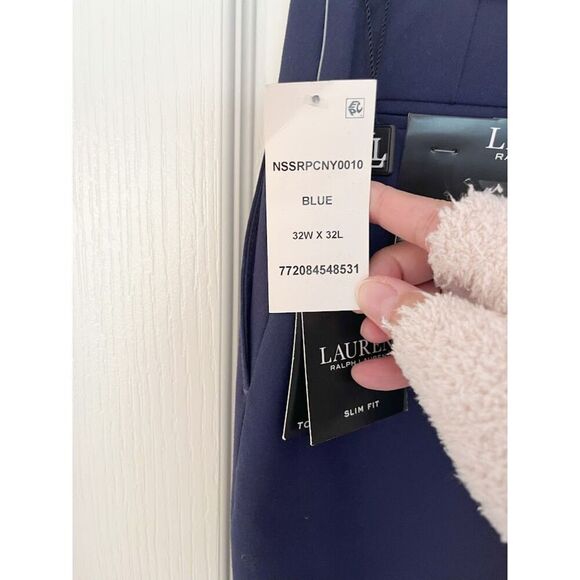 NSSRPCNY0010
BLUE
32W X 32L
772084548531
LAUREN
RALPH LAUREN
SLIM FIT